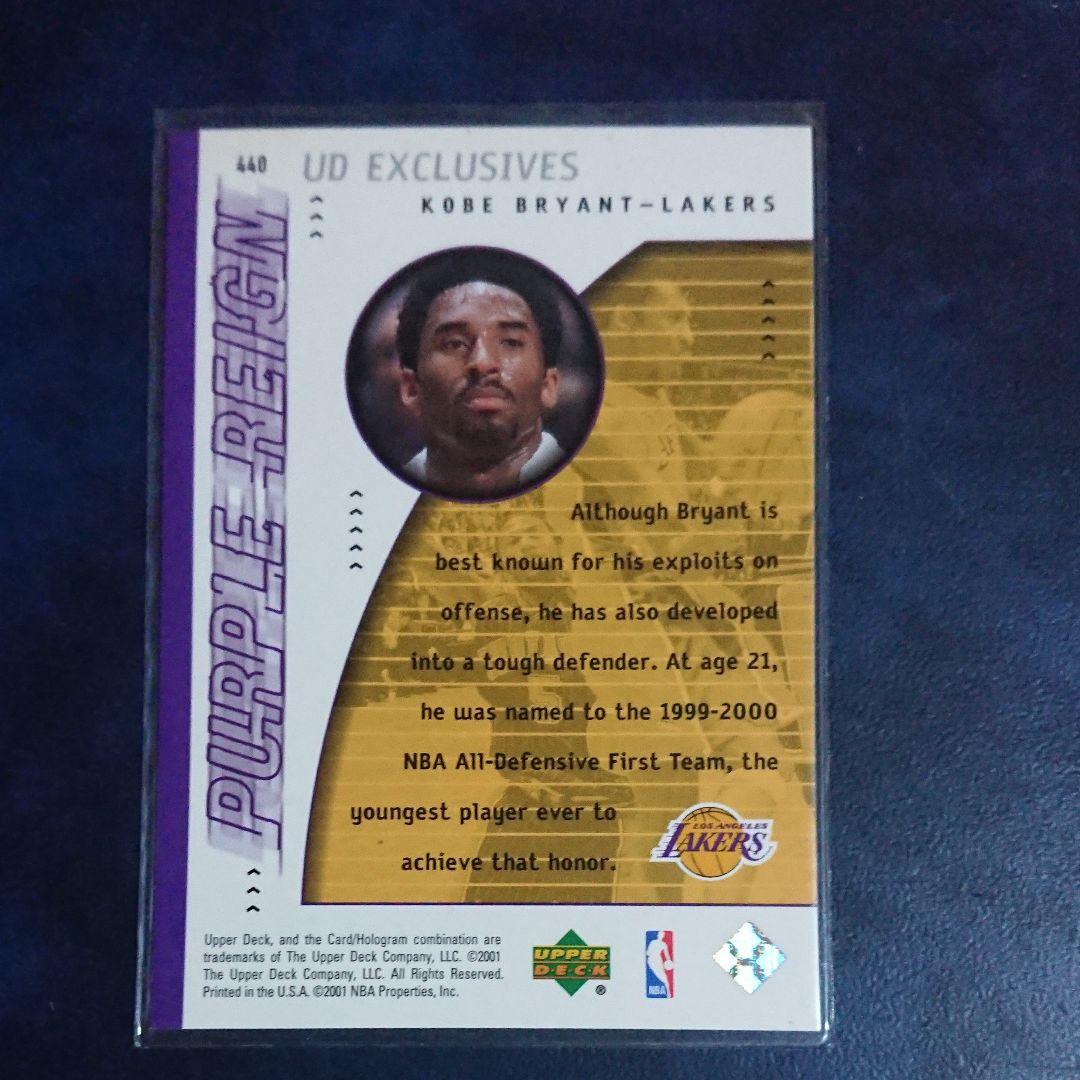 440
UD EXCLUSIVES
KOBE BRYANT-LAKERS
PURPLE REIGN
Although Bryant is
best known for his exploits on
offense, he has also developed
into a tough defender. At age 21,
he was named to the 1999-2000
NBA All-Defensive First Team, the
youngest player ever to
achieve that honor.
LOS ANGELES
LAKERS
Upper Deck, and the Card/Hologram combination are
trademarks of The Upper Deck Company, LLC. ©2001
The Upper Deck Company, LLC. All Rights Reserved.
Printed in the U.S.A. ©2001 NBA Properties, Inc.
UPPER
DECK
®
NBA